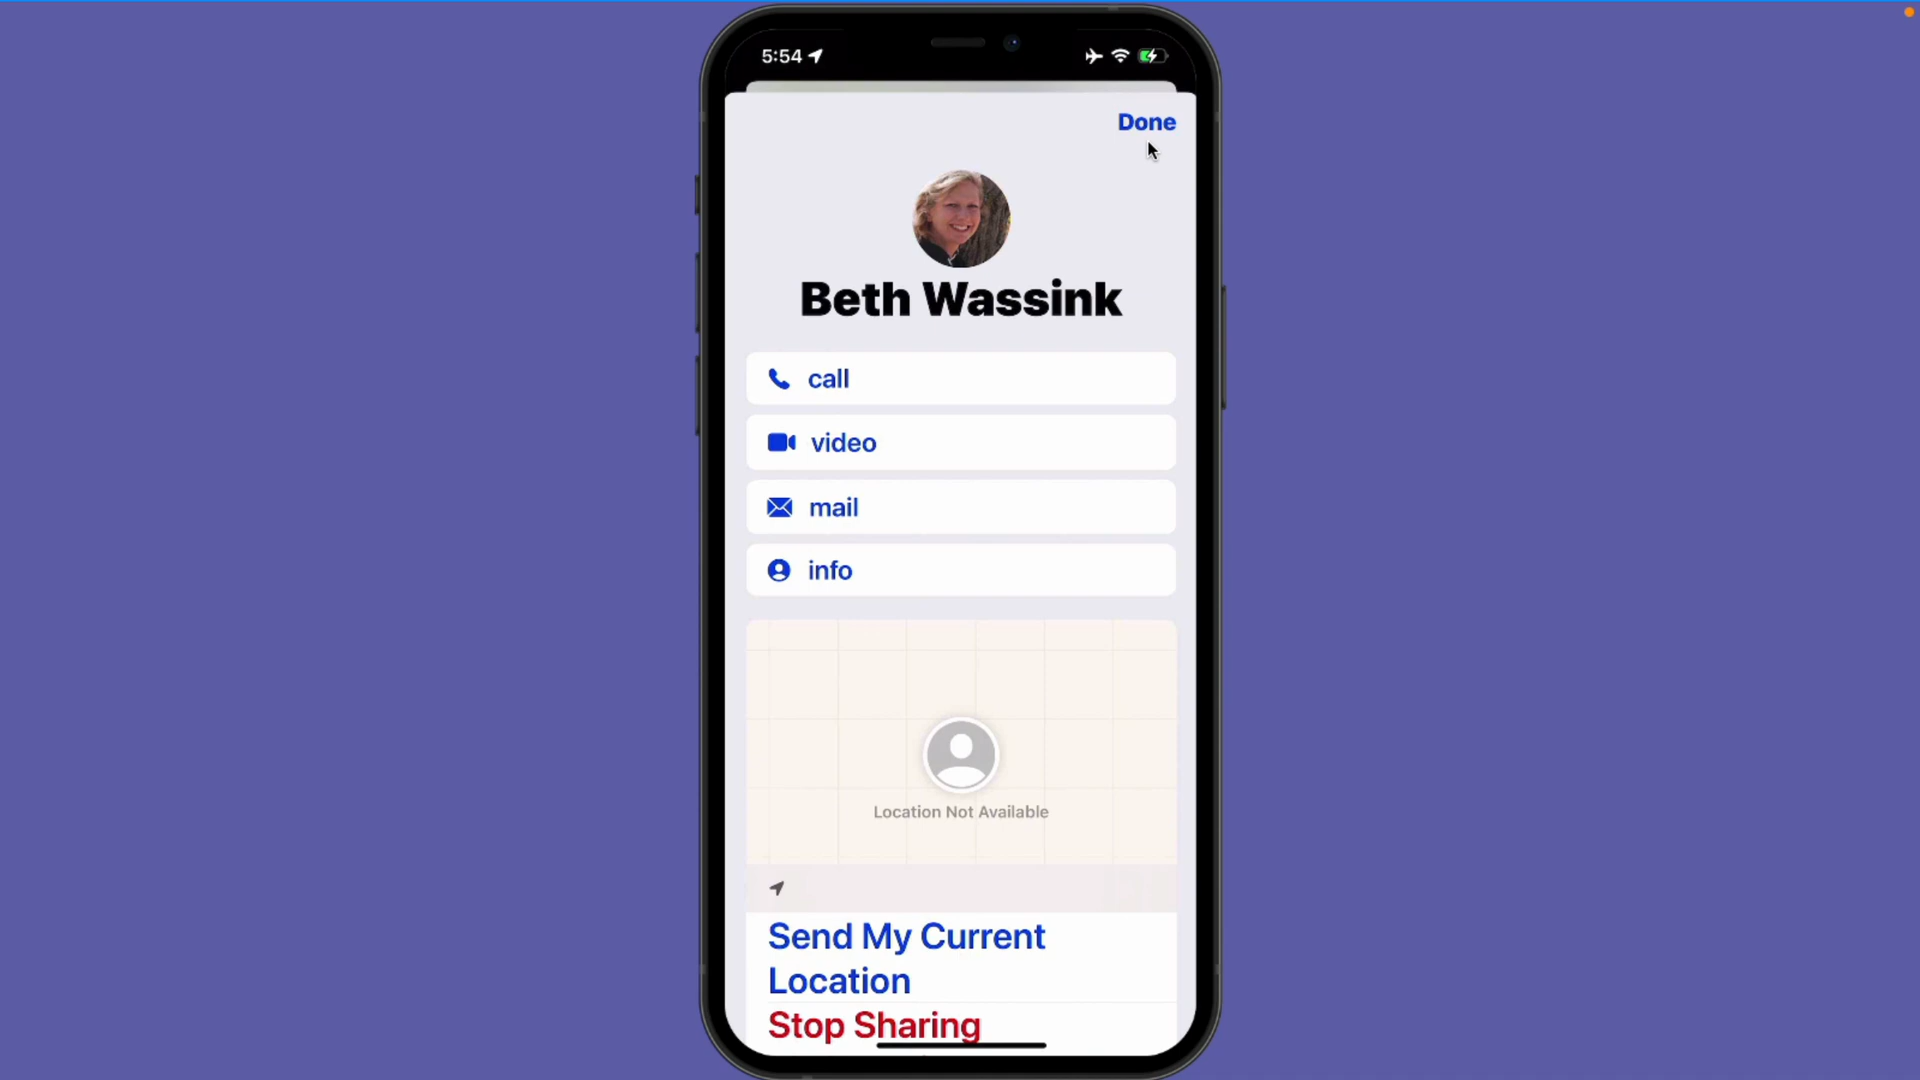 5:54
Done
Beth Wassink
call
video
mail
info
Location Not Available
Send My Current
Location
Stop Sharing